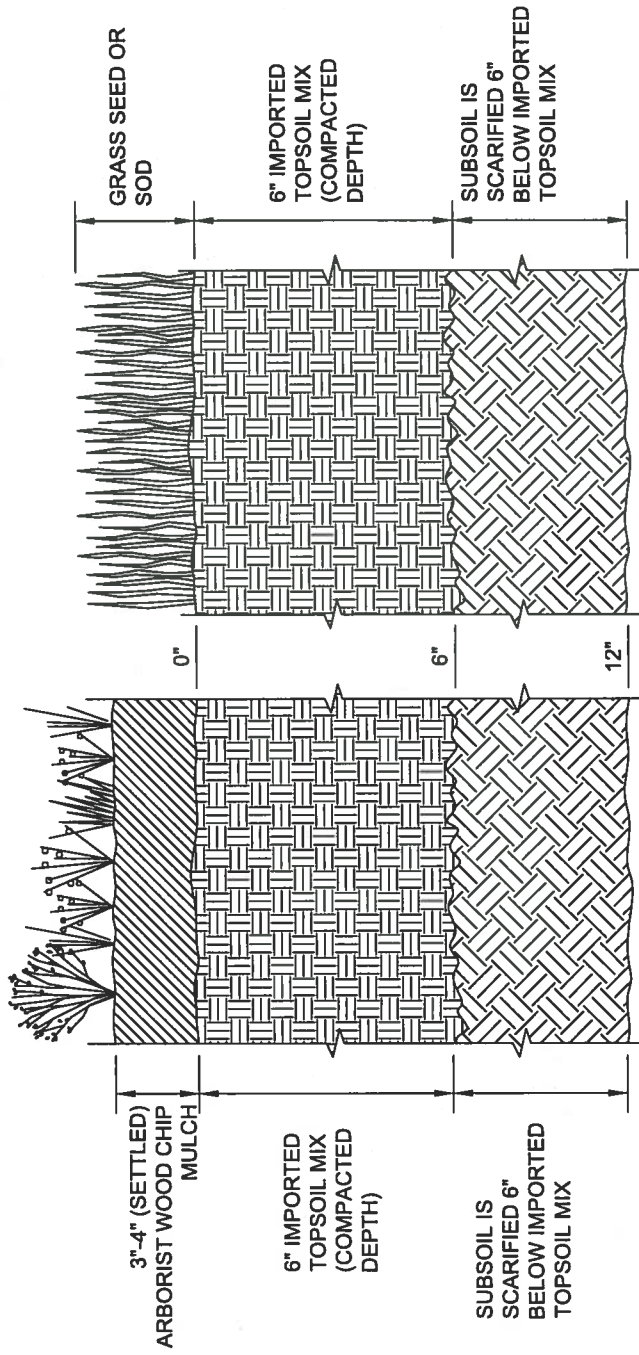 3"-4" (SETTLED)
ARBORIST WOOD CHIP
MULCH
6" IMPORTED
TOPSOIL MIX
(COMPACTED
DEPTH)
SUBSOIL IS
SCARIFIED 6"
BELOW IMPORTED
TOPSOIL MIX
0"
6"
12"
GRASS SEED OR
SOD
6" IMPORTED
TOPSOIL MIX
(COMPACTED
DEPTH)
SUBSOIL IS
SCARIFIED 6"
BELOW IMPORTED
TOPSOIL MIX